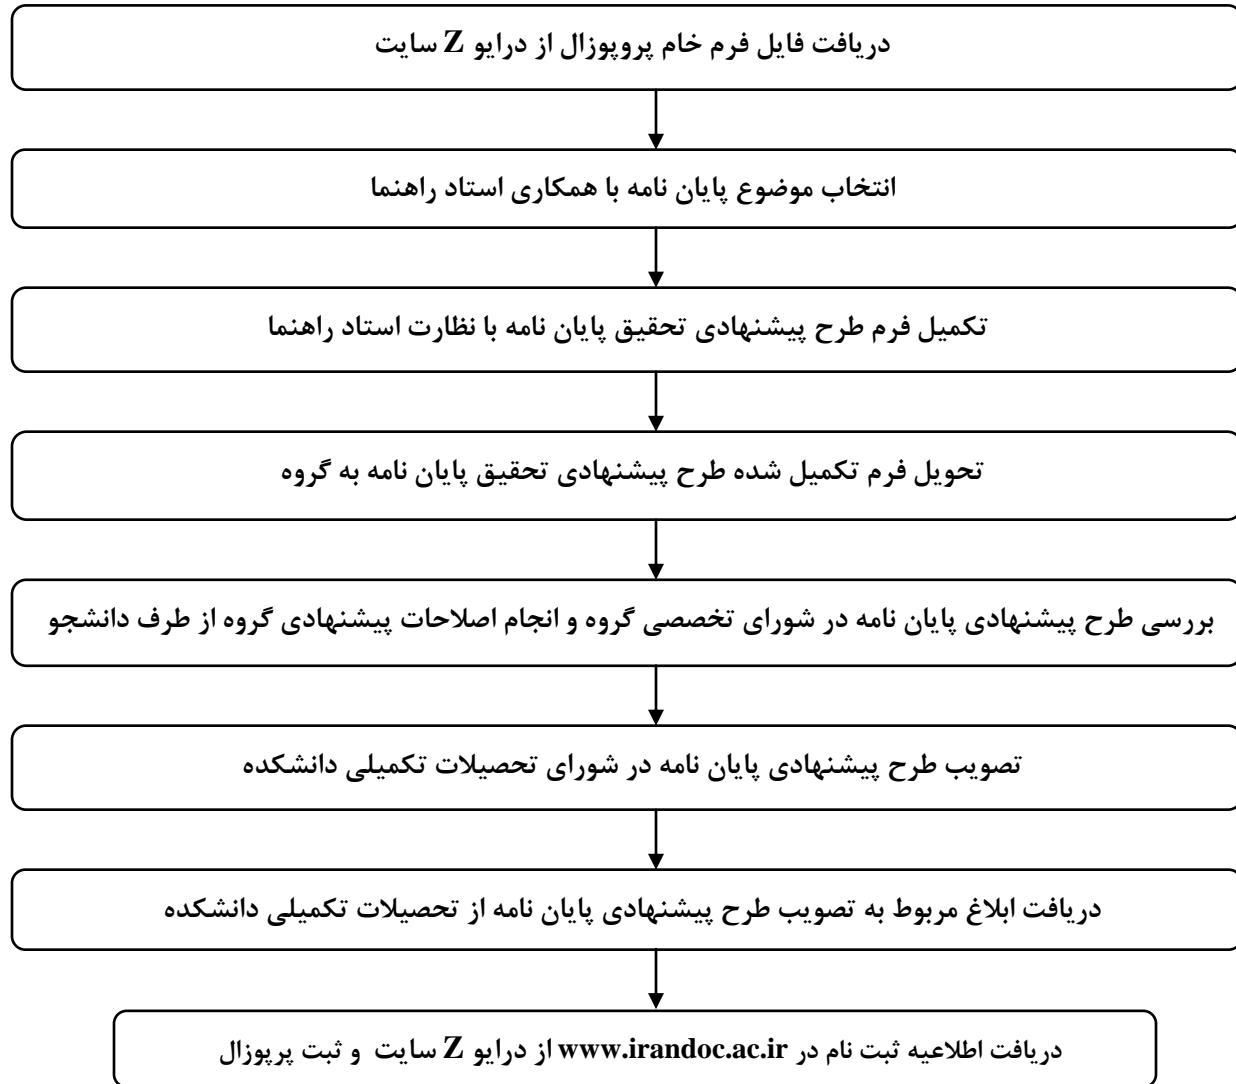 دریافت فایل فرم خام پروپوزال از درایو Z سایت
انتخاب موضوع پایان نامه با همکاری استاد راهنما
تکمیل فرم طرح پیشنهادی تحقیق پایان نامه با نظارت استاد راهنما
تحویل فرم تکمیل شده طرح پیشنهادی تحقیق پایان نامه به گروه
بررسی طرح پیشنهادی پایان نامه در شورای تخصصی گروه و انجام اصلاحات پیشنهادی گروه از طرف دانشجو
تصویب طرح پیشنهادی پایان نامه در شورای تحصیلات تکمیلی دانشکده
دریافت ابلاغ مربوط به تصویب طرح پیشنهادی پایان نامه از تحصیلات تکمیلی دانشکده
دریافت اطلاعیه ثبت نام در www.irandoc.ac.ir از درایو Z سایت و ثبت پرپوزال